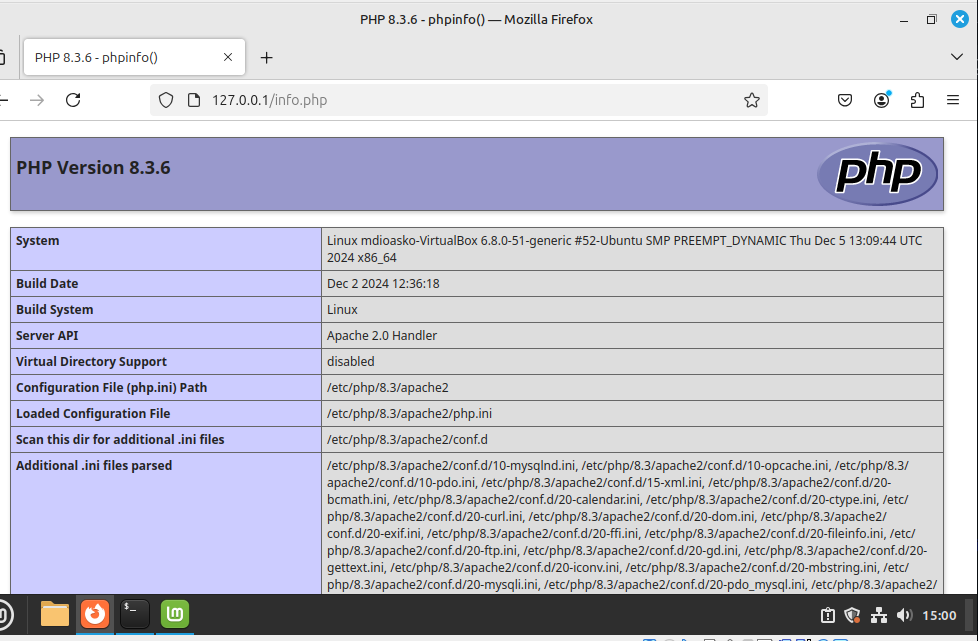 PHP 8.3.6 - phpinfo() — Mozilla Firefox
PHP 8.3.6 - phpinfo()
127.0.0.1/info.php
PHP Version 8.3.6
php
System
Linux mdioasko-VirtualBox 6.8.0-51-generic #52-Ubuntu SMP PREEMPT_DYNAMIC Thu Dec 5 13:09:44 UTC
2024 x86_64
Build Date
Dec 2 2024 12:36:18
Build System
Linux
Server API
Apache 2.0 Handler
Virtual Directory Support
disabled
Configuration File (php.ini) Path
/etc/php/8.3/apache2
Loaded Configuration File
/etc/php/8.3/apache2/php.ini
Scan this dir for additional .ini files
/etc/php/8.3/apache2/conf.d
Additional .ini files parsed
/etc/php/8.3/apache2/conf.d/10-mysqlnd.ini, /etc/php/8.3/apache2/conf.d/10-opcache.ini, /etc/php/8.3/
apache2/conf.d/10-pdo.ini, /etc/php/8.3/apache2/conf.d/15-xml.ini, /etc/php/8.3/apache2/conf.d/20-
bcmath.ini, /etc/php/8.3/apache2/conf.d/20-calendar.ini, /etc/php/8.3/apache2/conf.d/20-ctype.ini, /etc/
php/8.3/apache2/conf.d/20-curl.ini, /etc/php/8.3/apache2/conf.d/20-dom.ini, /etc/php/8.3/apache2/
conf.d/20-exif.ini, /etc/php/8.3/apache2/conf.d/20-ffi.ini, /etc/php/8.3/apache2/conf.d/20-fileinfo.ini, /etc/
php/8.3/apache2/conf.d/20-ftp.ini, /etc/php/8.3/apache2/conf.d/20-gd.ini, /etc/php/8.3/apache2/conf.d/20-
gettext.ini, /etc/php/8.3/apache2/conf.d/20-iconv.ini, /etc/php/8.3/apache2/conf.d/20-mbstring.ini, /etc/
php/8.3/apache2/conf.d/20-mysqli.ini, /etc/php/8.3/apache2/conf.d/20-pdo_mysql.ini, /etc/php/8.3/apache2/
15:00